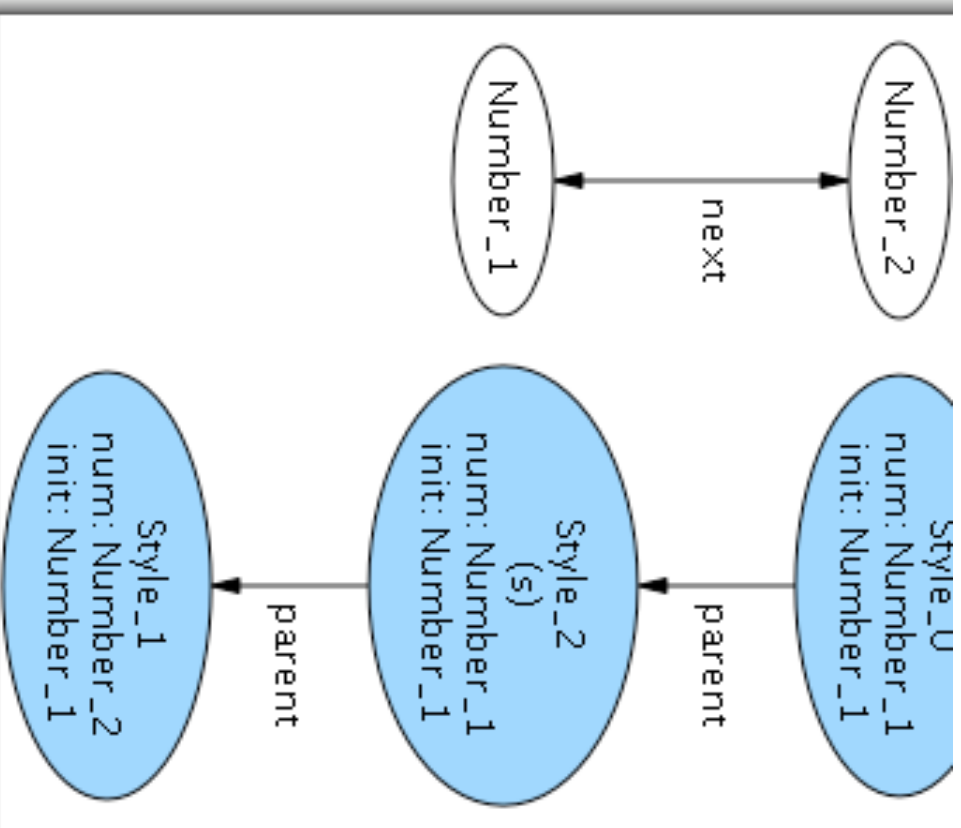 Number_2
Style_0
num: Number_1
init: Number_1
next
parent
Number_1
Style_2
(s)
num: Number_1
init: Number_1
parent
Style_1
num: Number_2
init: Number_1